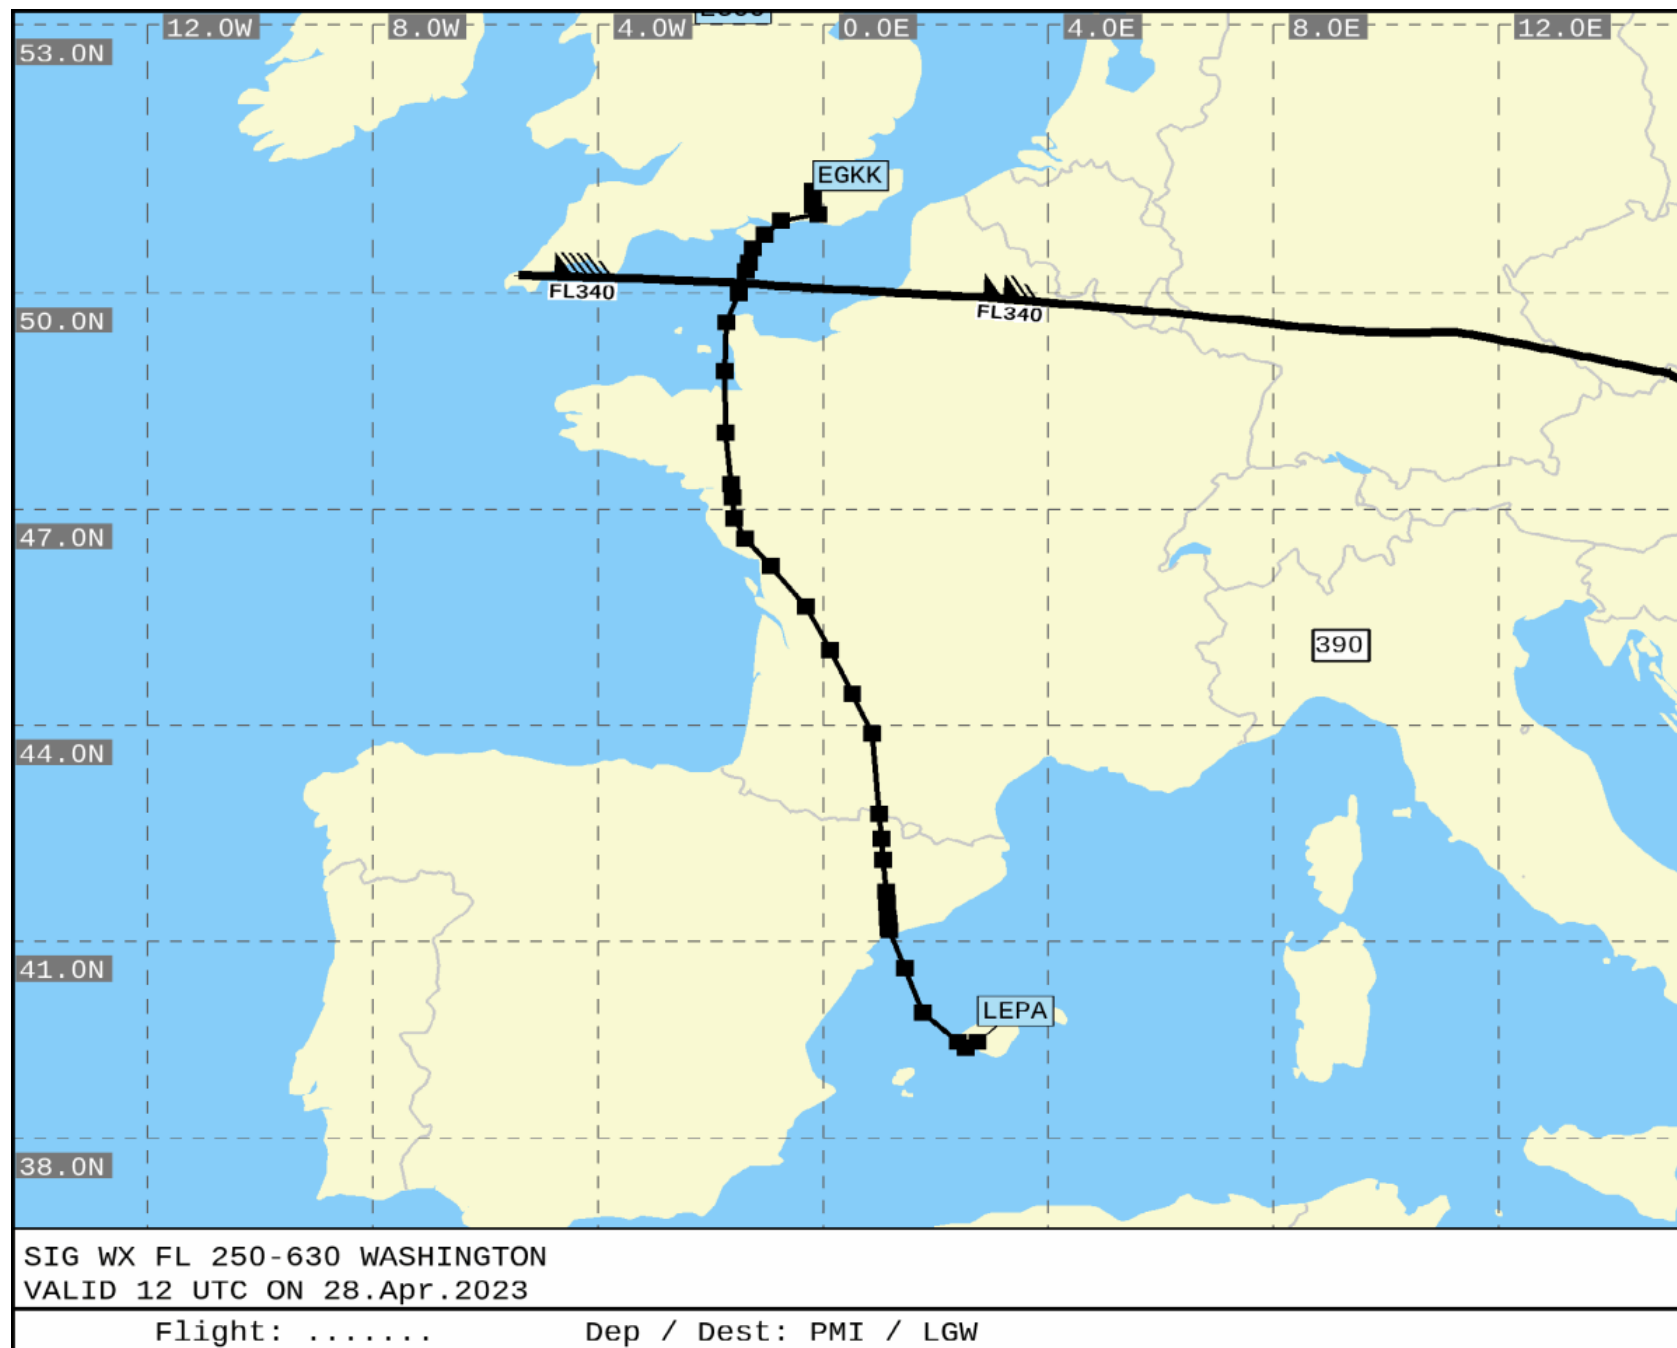 12.0W 8.0W 4.0W 0.0E 4.0E 8.0E 12.0E
53.0N
EGKK
FL340
FL340
50.0N
47.0N
390
44.0N
41.0N
LEPA
38.0N
SIG WX FL 250-630 WASHINGTON
VALID 12 UTC ON 28.Apr.2023
Flight: ....... Dep / Dest: PMI / LGW